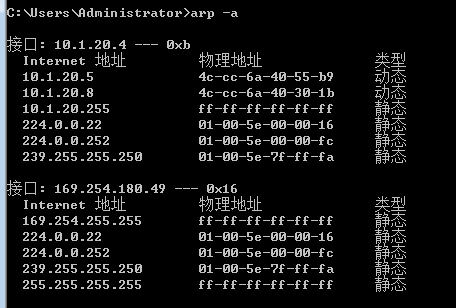 C:\Users\Administrator>arp -a
接口: 10.1.20.4 --- 0xb
Internet 地址 物理地址 类型
10.1.20.5 4c-cc-6a-40-55-b9 动态
10.1.20.8 4c-cc-6a-40-30-1b 动态
10.1.20.255 ff-ff-ff-ff-ff-ff 静态
224.0.0.22 01-00-5e-00-00-16 静态
224.0.0.252 01-00-5e-00-00-fc 静态
239.255.255.250 01-00-5e-7f-ff-fa 静态
接口: 169.254.180.49 --- 0x16
Internet 地址 物理地址 类型
169.254.255.255 ff-ff-ff-ff-ff-ff 静态
224.0.0.22 01-00-5e-00-00-16 静态
224.0.0.252 01-00-5e-00-00-fc 静态
239.255.255.250 01-00-5e-7f-ff-fa 静态
255.255.255.255 ff-ff-ff-ff-ff-ff 静态